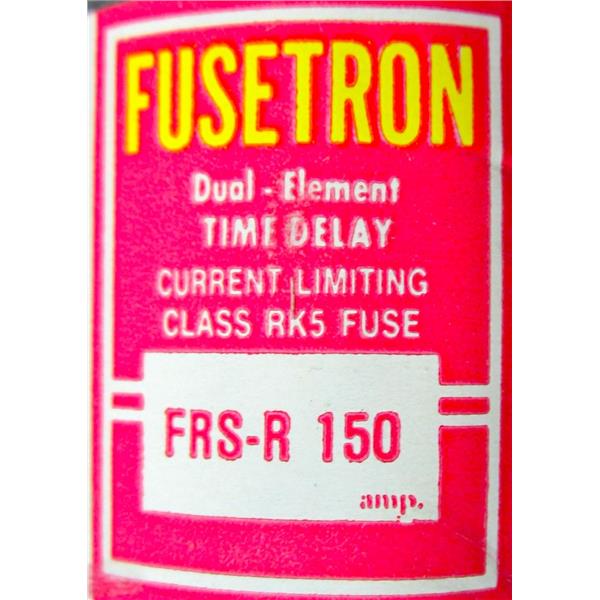 FUSETRON
Dual - Element
TIME DELAY
CURRENT LIMITING
CLASS RK5 FUSE
FRS-R 150
amp.